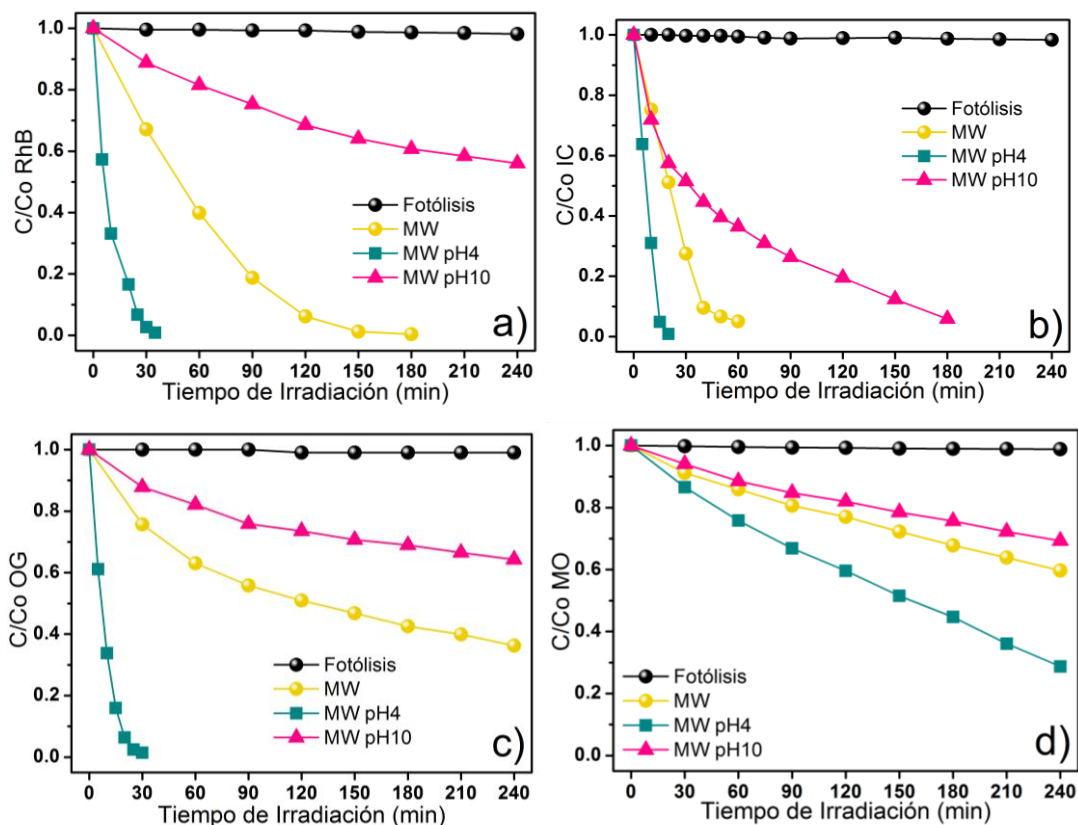 1.0
0.8
0.6
0.4
0.2
0.0
C/Co RhB
Fotólisis
MW
MW pH4
MW pH10
a)
0 30 60 90 120 150 180 210 240
Tiempo de Irradiación (min)
1.0
0.8
0.6
0.4
0.2
0.0
C/Co IC
Fotólisis
MW
MW pH4
MW pH10
b)
0 30 60 90 120 150 180 210 240
Tiempo de Irradiación (min)
1.0
0.8
0.6
0.4
0.2
0.0
C/Co OG
Fotólisis
MW
MW pH4
MW pH10
c)
0 30 60 90 120 150 180 210 240
Tiempo de Irradiación (min)
1.0
0.8
0.6
0.4
0.2
0.0
C/Co MO
Fotólisis
MW
MW pH4
MW pH10
d)
0 30 60 90 120 150 180 210 240
Tiempo de Irradiación (min)